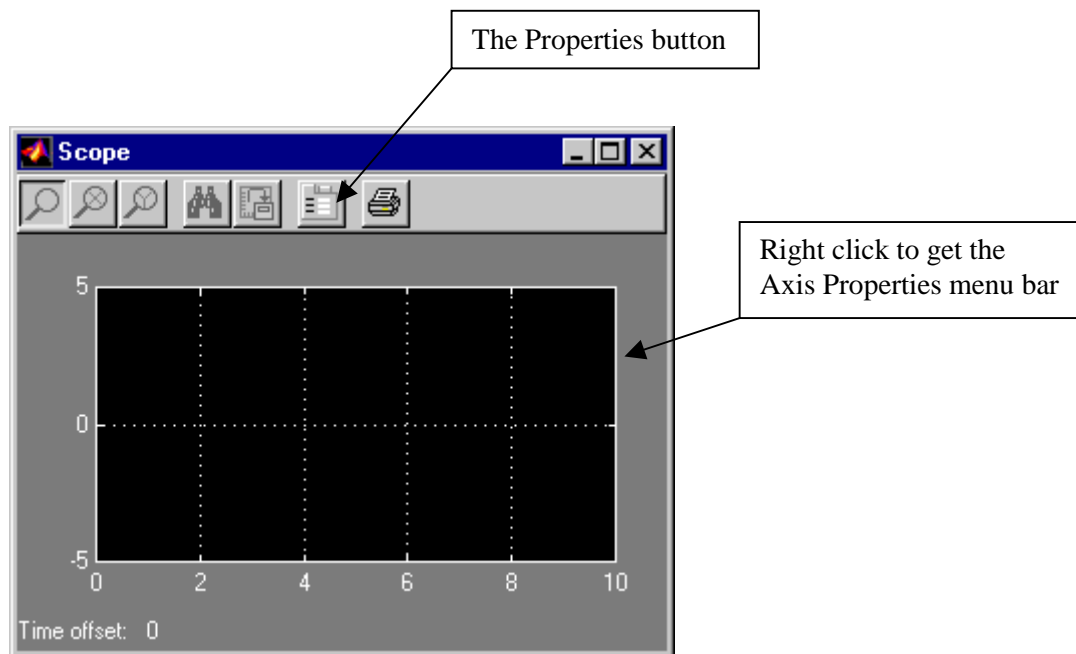 The Properties button
Scope
Right click to get the
Axis Properties menu bar
5
0
-5
0 2 4 6 8 10
Time offset: 0